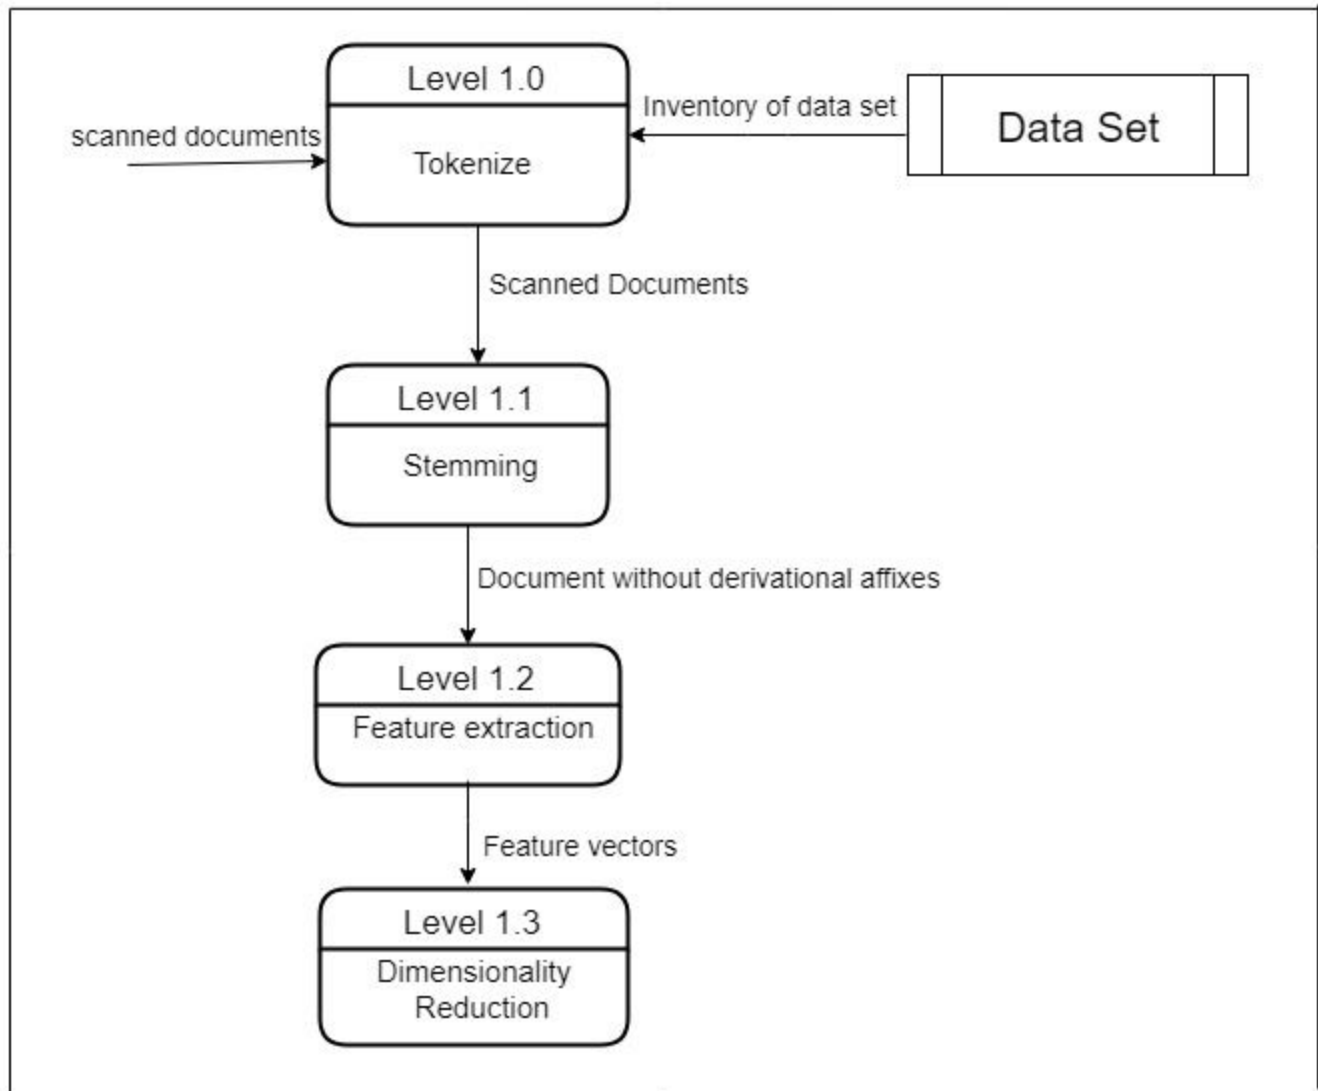 Level 1.0
scanned documents
Tokenize
Inventory of data set
Data Set
Scanned Documents
Level 1.1
Stemming
Document without derivational affixes
Level 1.2
Feature extraction
Feature vectors
Level 1.3
Dimensionality
Reduction